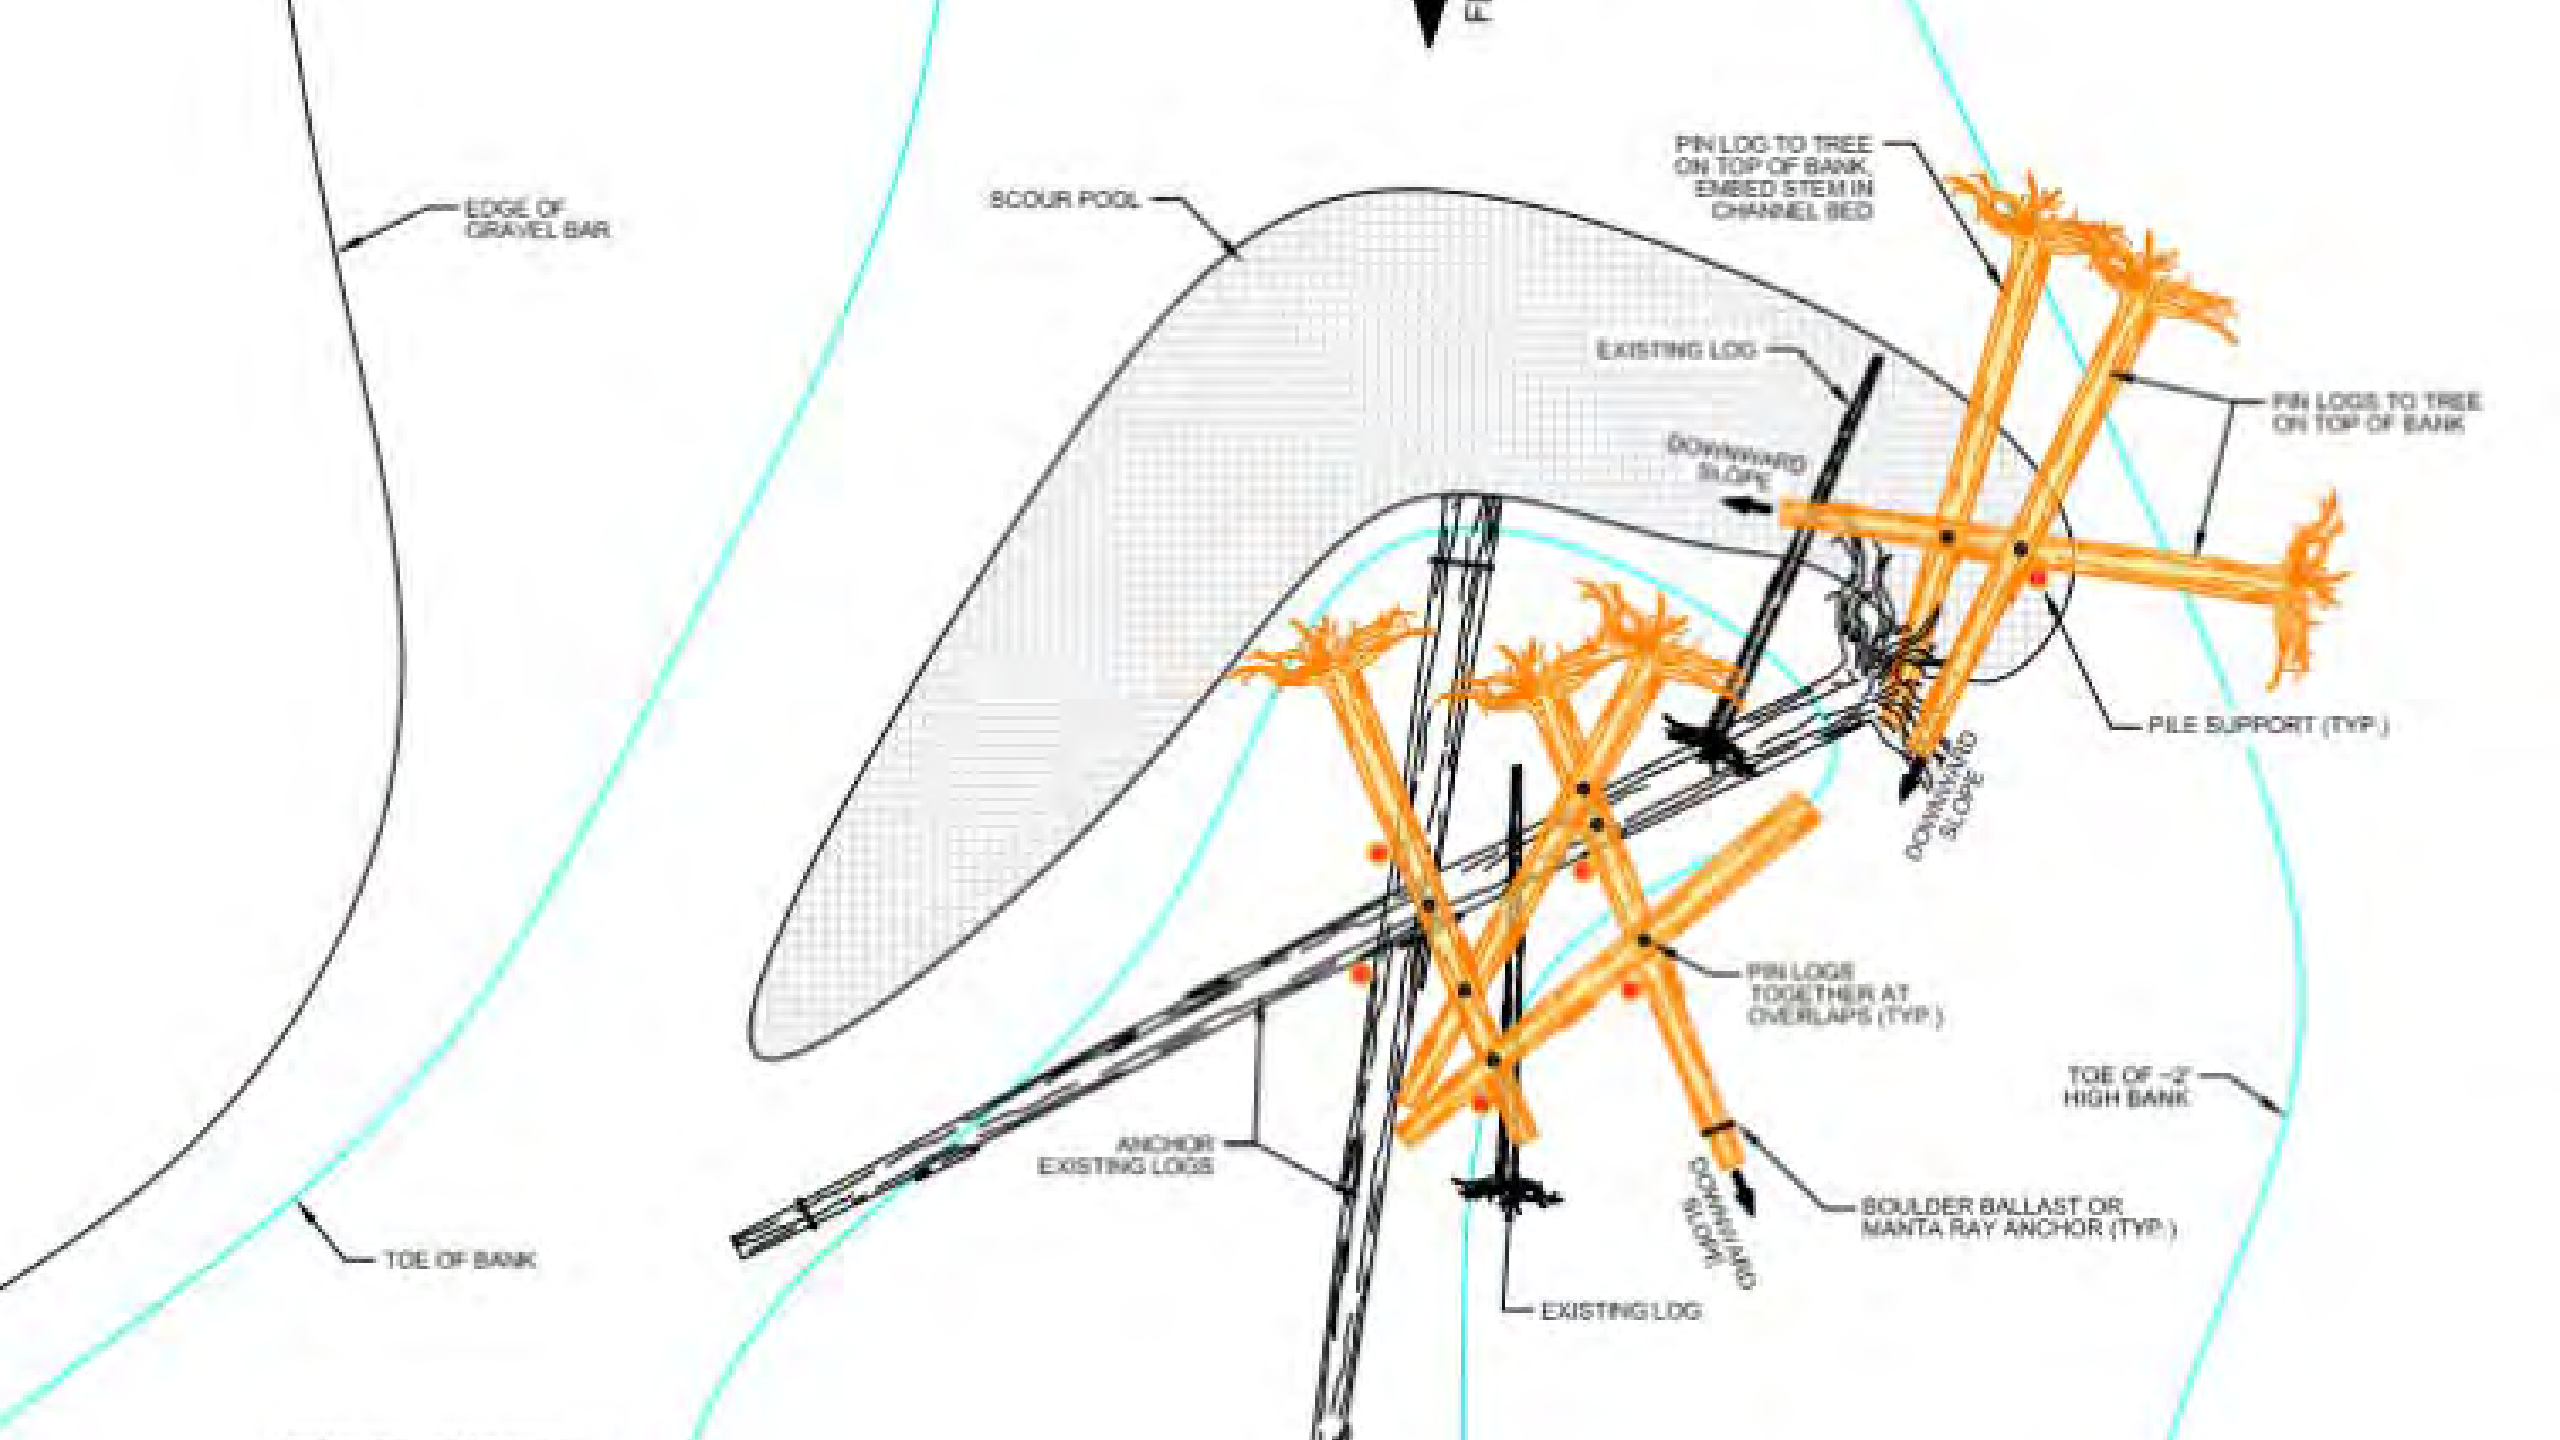 PIN LOG TO TREE
ON TOP OF BANK,
EMBED STEM IN
CHANNEL BED
SCOUR POOL
EDGE OF
GRAVEL BAR
EXISTING LOG
PIN LOGS TO TREE
ON TOP OF BANK
DOWNWARD
SLOPE
PILE SUPPORT (TYP.)
DOWNWARD
SLOPE
PIN LOGS
TOGETHER AT
OVERLAPS (TYP.)
TOE OF ~2'
HIGH BANK
ANCHOR
EXISTING LOGS
BOULDER BALLAST OR
MANTA RAY ANCHOR (TYP.)
DOWNWARD
SLOPE
TOE OF BANK
EXISTING LOG